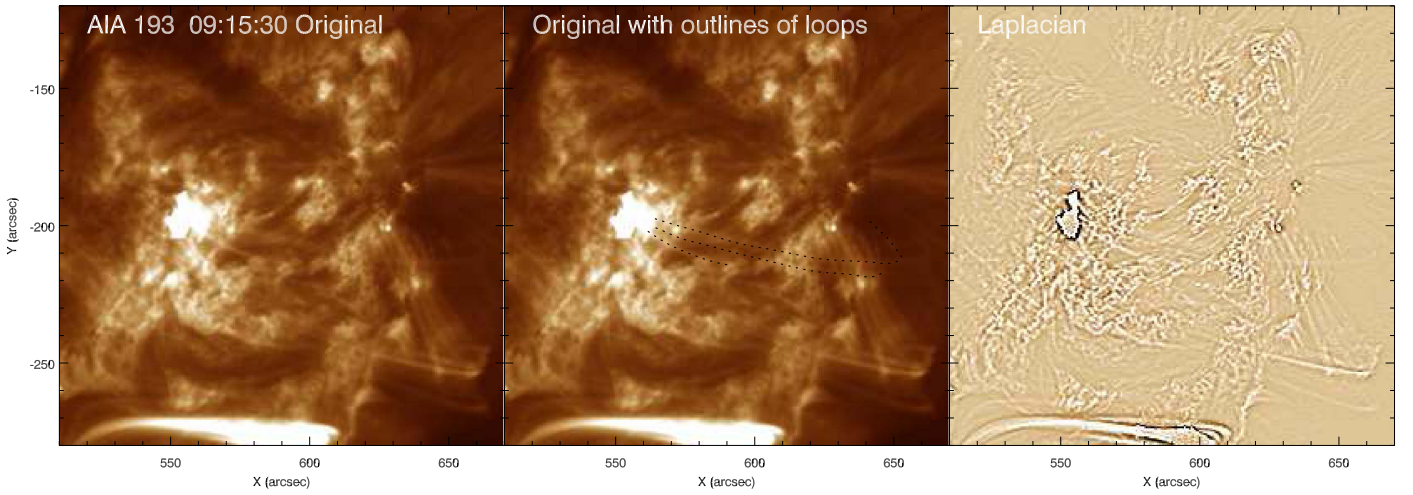 AIA 193 09:15:30 Original
Original with outlines of loops
Laplacian
-150
-200
-250
Y (arcsec)
550 600 650
550 600 650
550 600 650
X (arcsec)
X (arcsec)
X (arcsec)